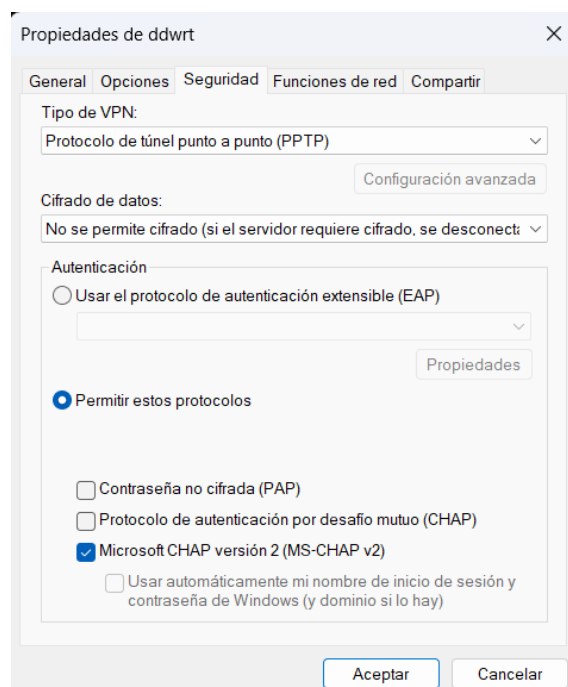 Propiedades de ddwrt
General Opciones Seguridad Funciones de red Compartir
Tipo de VPN:
Protocolo de túnel punto a punto (PPTP)
Configuración avanzada
Cifrado de datos:
No se permite cifrado (si el servidor requiere cifrado, se desconecta
Autenticación
Usar el protocolo de autenticación extensible (EAP)
Propiedades
Permitir estos protocolos
Contraseña no cifrada (PAP)
Protocolo de autenticación por desafío mutuo (CHAP)
Microsoft CHAP versión 2 (MS-CHAP v2)
Usar automáticamente mi nombre de inicio de sesión y
contraseña de Windows (y dominio si lo hay)
Aceptar Cancelar